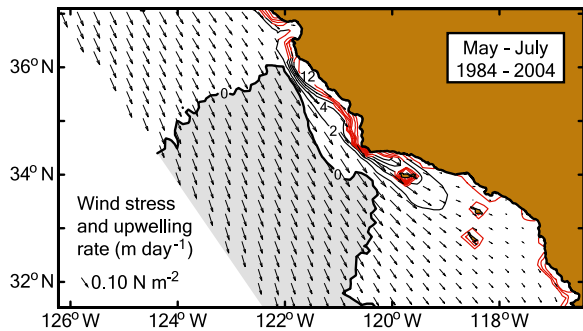 May - July
1984 - 2004
36°N
34°N
32°N
0
12
4
2
0
Wind stress
and upwelling
rate (m day⁻¹)
0.10 N m⁻²
126°W
124°W
122°W
120°W
118°W